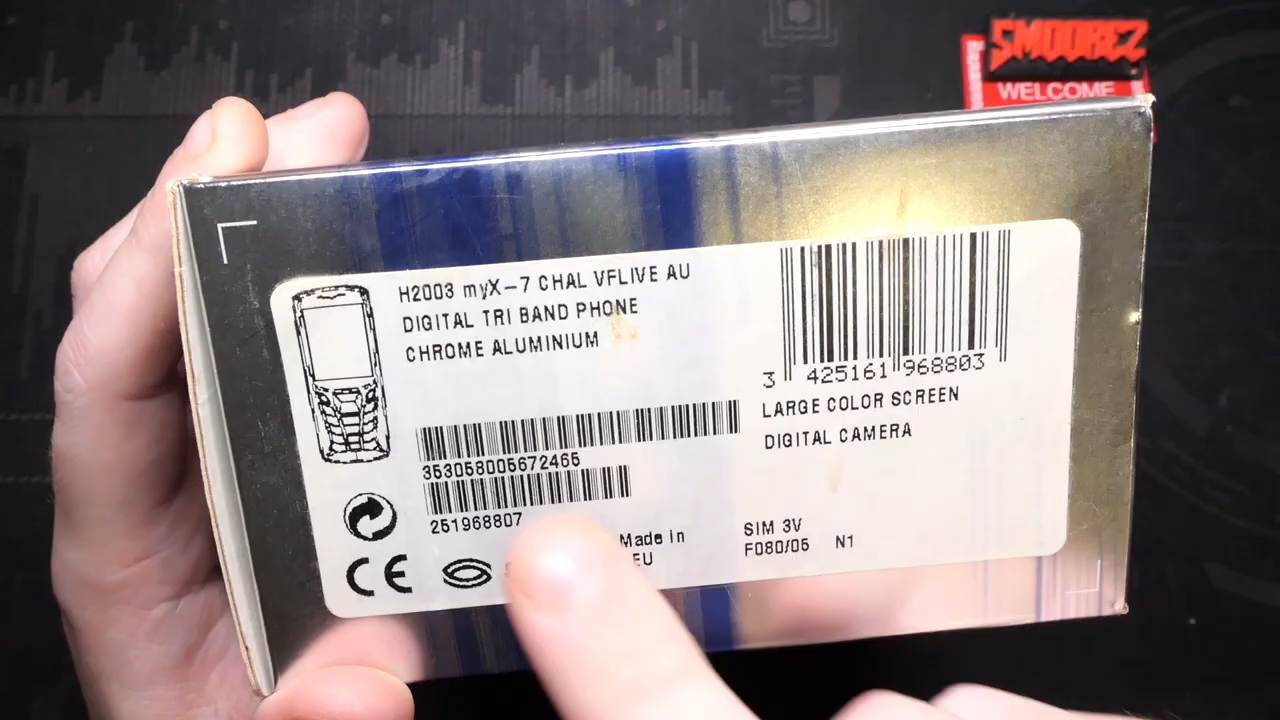 SMOOREZ
WELCOME
H2003 myX-7 CHAL VFLIVE AU
DIGITAL TRI BAND PHONE
CHROME ALUMINIUM
3 425161 968803
LARGE COLOR SCREEN
DIGITAL CAMERA
353058005672465
251968807
CE
Made in
EU
SIM 3V
F080/05 N1